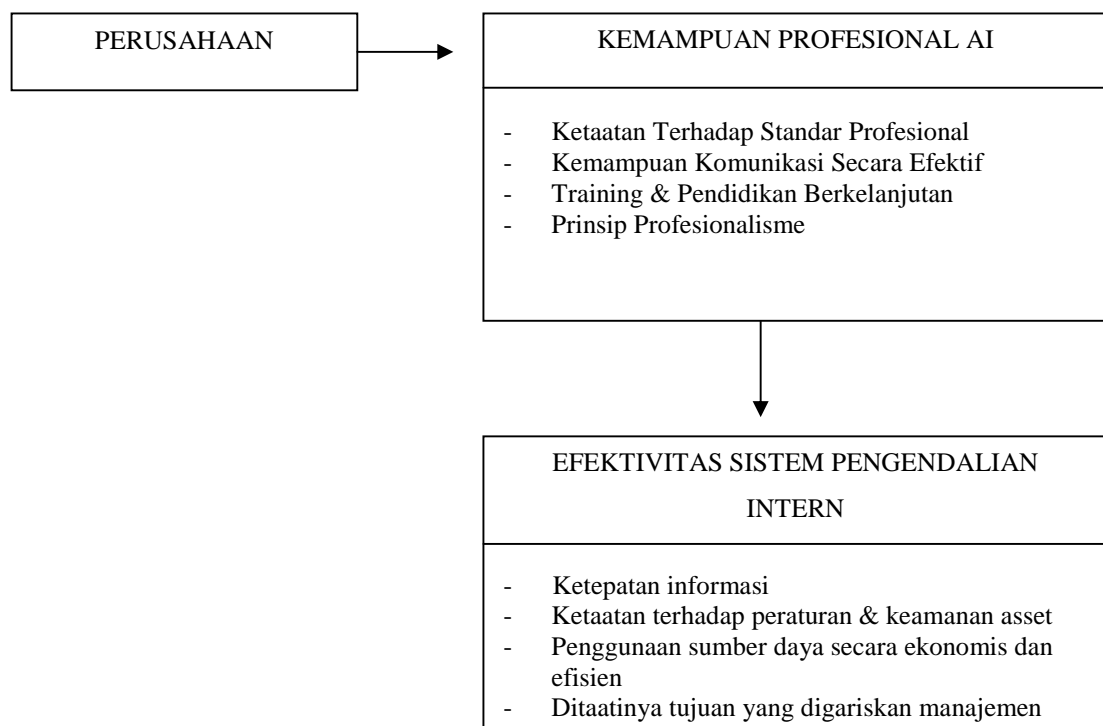 PERUSAHAAN
KEMAMPUAN PROFESIONAL AI
- Ketaatan Terhadap Standar Profesional
- Kemampuan Komunikasi Secara Efektif
- Training & Pendidikan Berkelanjutan
- Prinsip Profesionalisme
EFEKTIVITAS SISTEM PENGENDALIAN
INTERN
- Ketepatan informasi
- Ketaatan terhadap peraturan & keamanan asset
- Penggunaan sumber daya secara ekonomis dan
efisien
- Ditaatinya tujuan yang digariskan manajemen